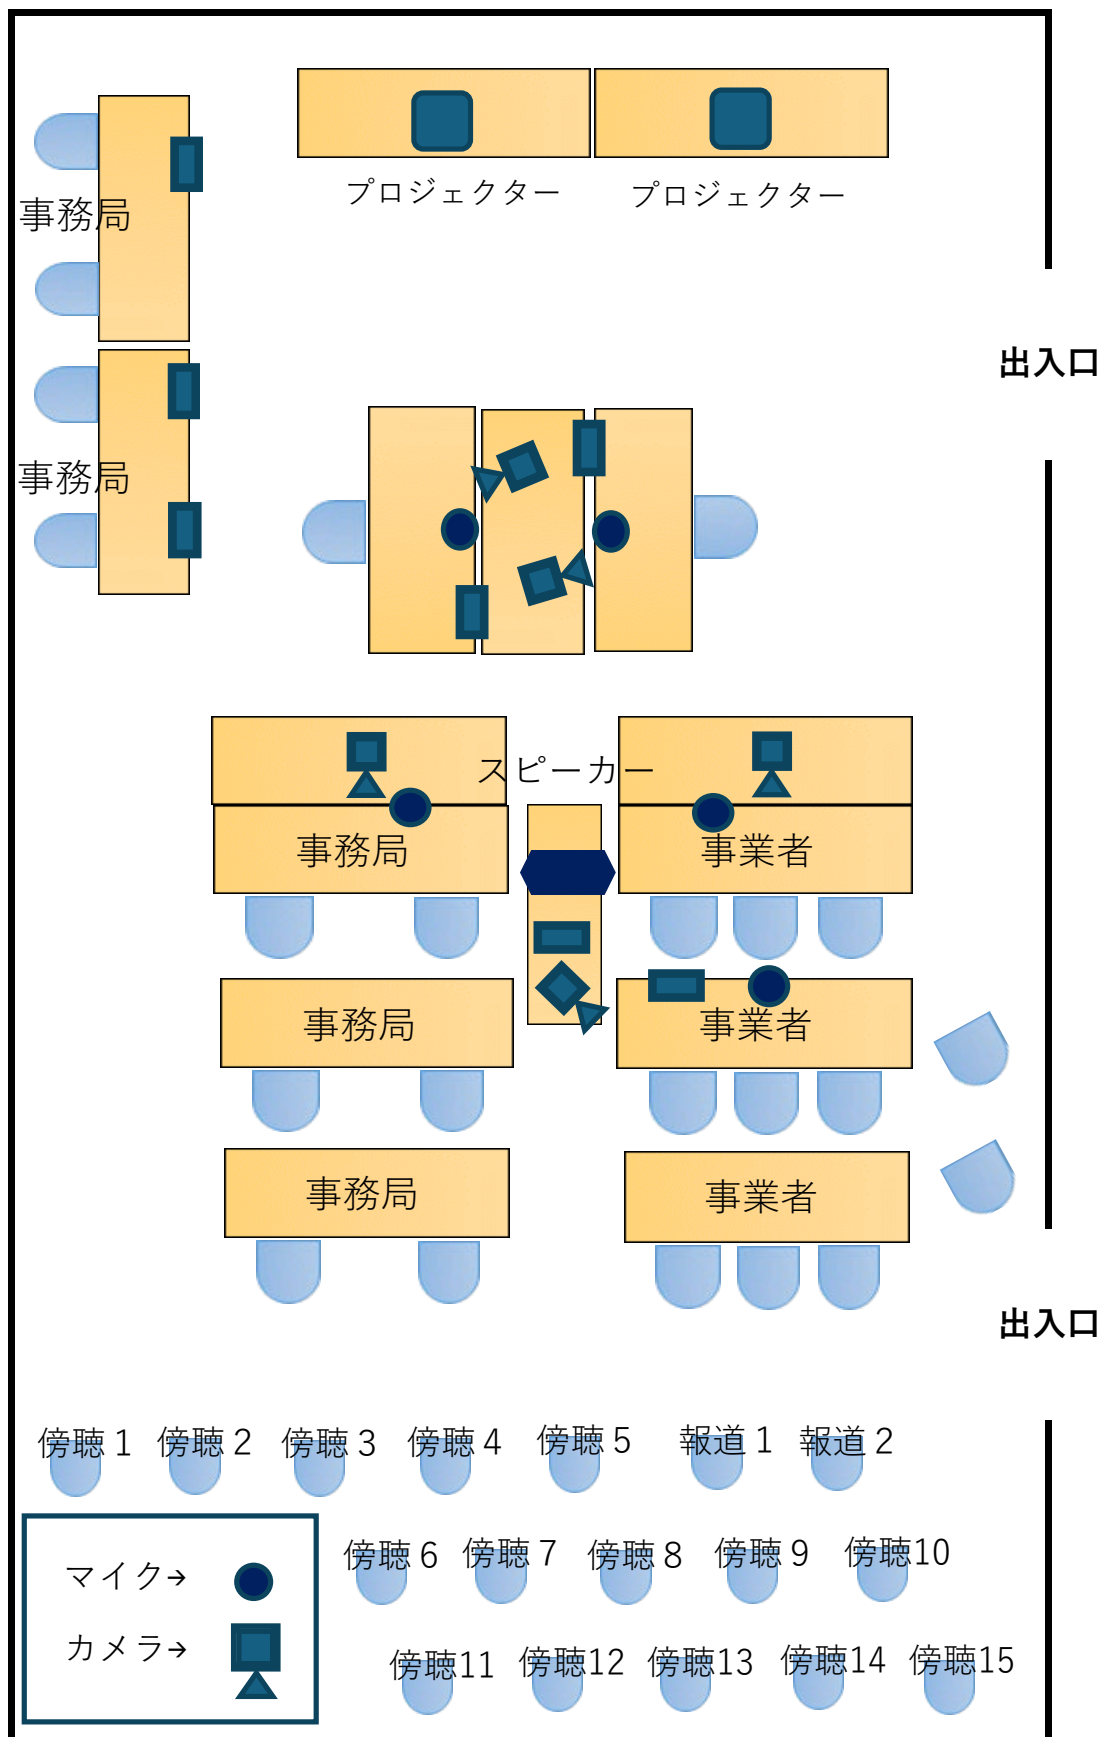 プロジェクター
プロジェクター
事務局
出入口
事務局
スピーカー
事務局
事業者
事務局
事業者
事務局
事業者
出入口
傍聴１
傍聴２
傍聴３
傍聴４
傍聴５
報道１
報道２
傍聴６
傍聴７
傍聴８
傍聴９
傍聴10
マイク→
カメラ→
傍聴11
傍聴12
傍聴13
傍聴14
傍聴15